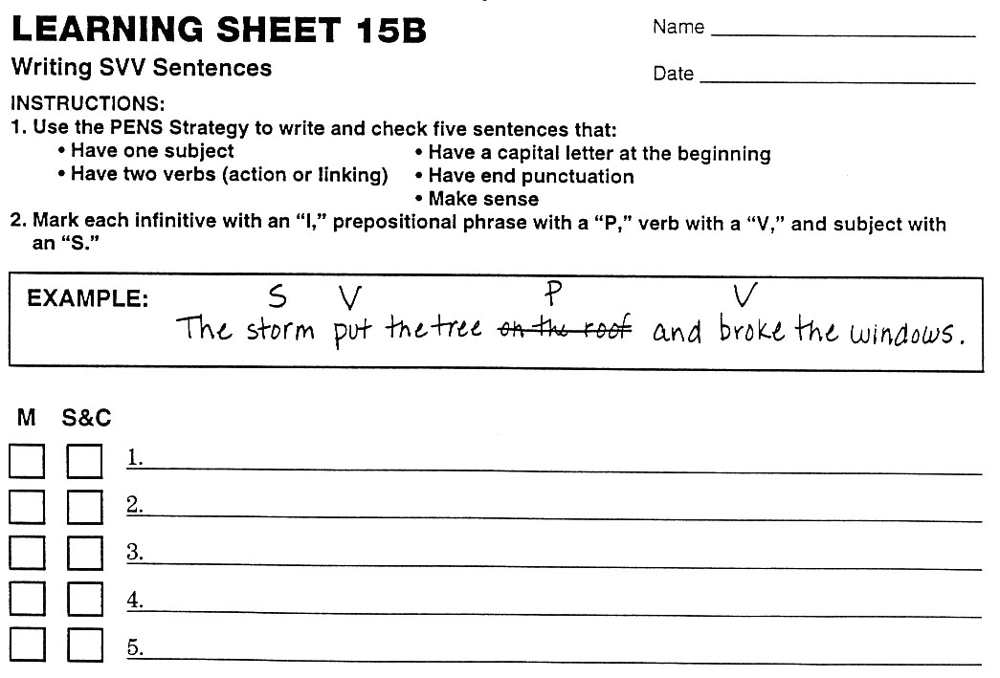 LEARNING SHEET 15B
Name
Writing SVV Sentences
Date
INSTRUCTIONS:
1. Use the PENS Strategy to write and check five sentences that:
• Have one subject
• Have a capital letter at the beginning
• Have two verbs (action or linking)
• Have end punctuation
• Make sense
2. Mark each infinitive with an “I,” prepositional phrase with a “P,” verb with a “V,” and subject with
an “S.”
EXAMPLE:
S V P V
The storm put the tree on the roof and broke the windows.
M S&C
1.
2.
3.
4.
5.